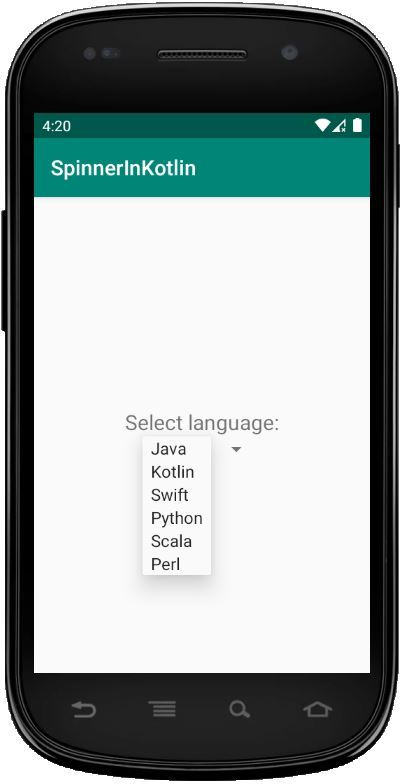 4:20
SpinnerInKotlin
Select language:
Java
Kotlin
Swift
Python
Scala
Perl